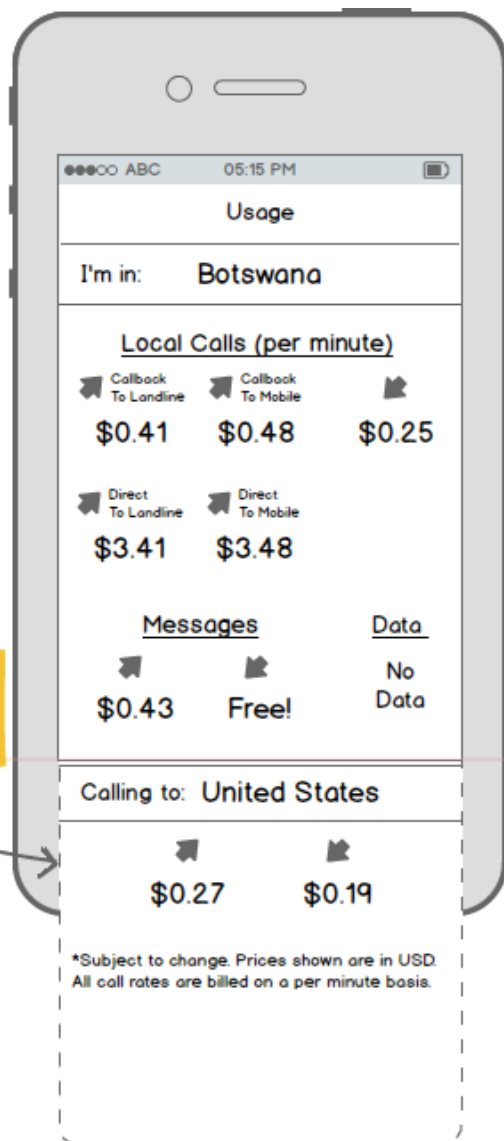 ABC 05:15 PM
Usage
I'm in: Botswana
Local Calls (per minute)
Callback Callback
To Landline To Mobile
$0.41 $0.48 $0.25
Direct Direct
To Landline To Mobile
$3.41 $3.48
Messages Data
No
$0.43 Free! Data
Calling to: United States
$0.27 $0.19
*Subject to change. Prices shown are in USD.
All call rates are billed on a per minute basis.